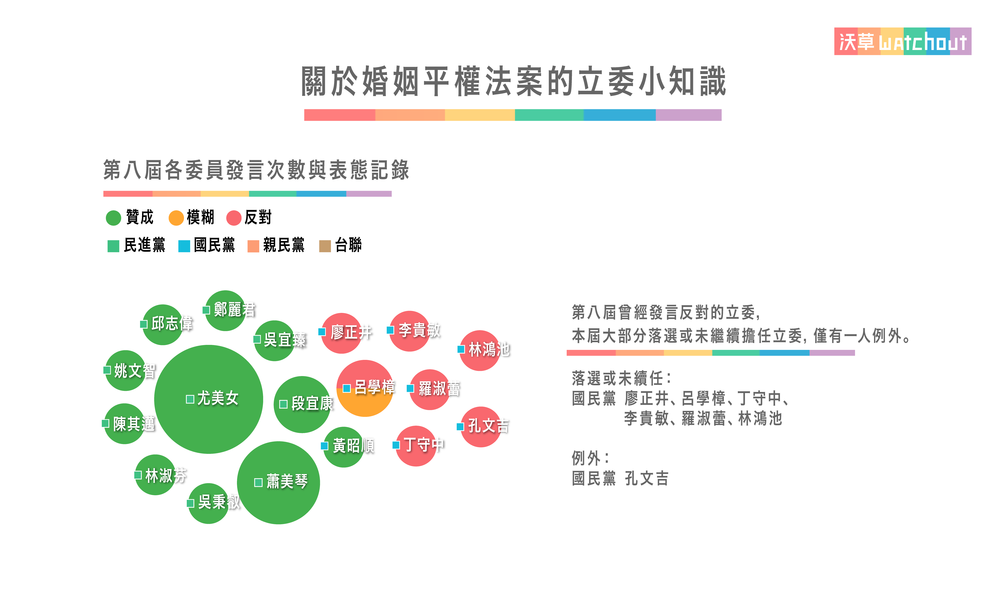 沃草 watchout
關於婚姻平權法案的立委小知識
第八屆各委員發言次數與表態記錄
贊成 模糊 反對
民進黨 國民黨 親民黨 台聯
鄭麗君
邱志偉
吳宜臻
廖正井
李貴敏
林鴻池
姚文智
尤美女
段宜康
呂學樟
羅淑蕾
陳其邁
黃昭順
丁守中
孔文吉
林淑芬
蕭美琴
吳秉叡
第八屆曾經發言反對的立委,
本屆大部分落選或未繼續擔任立委, 僅有一人例外。
落選或未續任:
國民黨 廖正井、呂學樟、丁守中、
李貴敏、羅淑蕾、林鴻池
例外:
國民黨 孔文吉